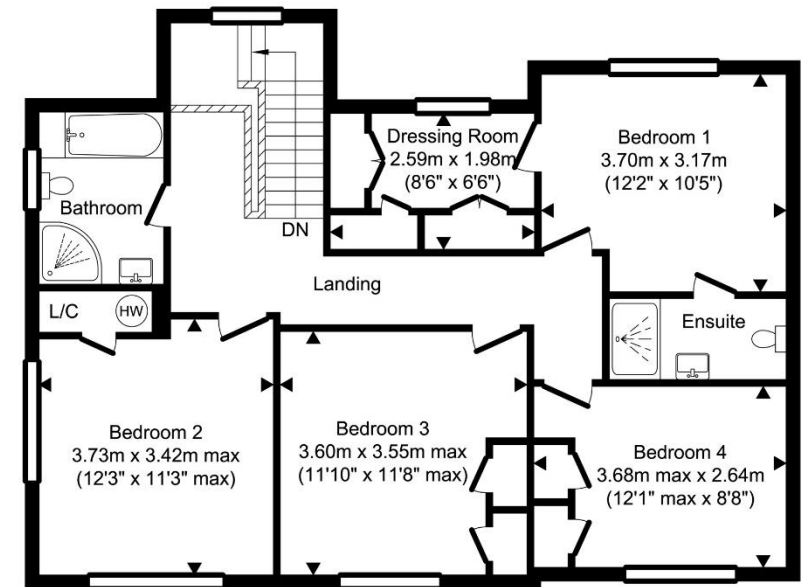 Dressing Room
2.59m x 1.98m
(8'6" x 6'6")
Bedroom 1
3.70m x 3.17m
(12'2" x 10'5")
Bathroom
DN
Landing
L/C
HW
Ensuite
Bedroom 2
3.73m x 3.42m max
(12'3" x 11'3" max)
Bedroom 3
3.60m x 3.55m max
(11'10" x 11'8" max)
Bedroom 4
3.68m max x 2.64m
(12'1" max x 8'8")